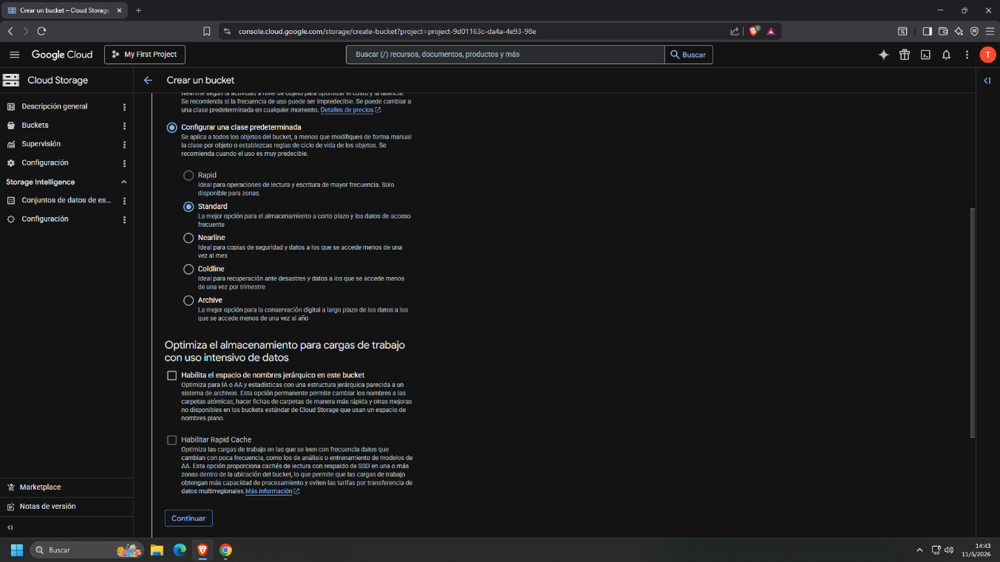 Crear un bucket – Cloud Storage
console.cloud.google.com/storage/create-bucket?project=project-9d01163c-da4a-4e93-98e
1
Google Cloud
My First Project
Buscar (/) recursos, documentos, productos y más
Buscar
T
Cloud Storage
Crear un bucket
Descripción general
Buckets
Supervisión
Configuración
Storage Intelligence
Conjuntos de datos de es...
Configuración
Marketplace
Notas de versión
Nearline según la actividad a nivel de objeto para optimizar el costo y la latencia.
Se recomienda si la frecuencia de uso puede ser impredecible. Se puede cambiar a
una clase predeterminada en cualquier momento. Detalles de precios
Configurar una clase predeterminada
Se aplica a todos los objetos del bucket, a menos que modifiques de forma manual
la clase por objeto o establezcas reglas de ciclo de vida de los objetos. Se
recomienda cuando el uso es muy predecible.
Rapid
Ideal para operaciones de lectura y escritura de mayor frecuencia. Solo
disponible para zonas.
Standard
La mejor opción para el almacenamiento a corto plazo y los datos de acceso
frecuente
Nearline
Ideal para copias de seguridad y datos a los que se accede menos de una
vez al mes
Coldline
Ideal para recuperación ante desastres y datos a los que se accede menos
de una vez por trimestre
Archive
La mejor opción para la conservación digital a largo plazo de los datos a los
que se accede menos de una vez al año
Optimiza el almacenamiento para cargas de trabajo
con uso intensivo de datos
Habilita el espacio de nombres jerárquico en este bucket
Optimiza para IA o AA y estadísticas con una estructura jerárquica parecida a un
sistema de archivos. Esta opción permanente permite cambiar los nombres a las
carpetas atómicas, hacer fichas de carpetas de manera más rápida y otras mejoras
no disponibles en los buckets estándar de Cloud Storage que usan un espacio de
nombres plano.
Habilitar Rapid Cache
Optimiza las cargas de trabajo en las que se leen con frecuencia datos que
cambian con poca frecuencia, como los de análisis o entrenamiento de modelos de
AA. Esta opción proporciona cachés de lectura con respaldo de SSD en una o más
zonas dentro de la ubicación del bucket, lo que permite que las cargas de trabajo
obtengan más capacidad de procesamiento y eviten las tarifas por transferencia de
datos multirregionales. Más información
Continuar
Buscar
14:43
11/5/2026